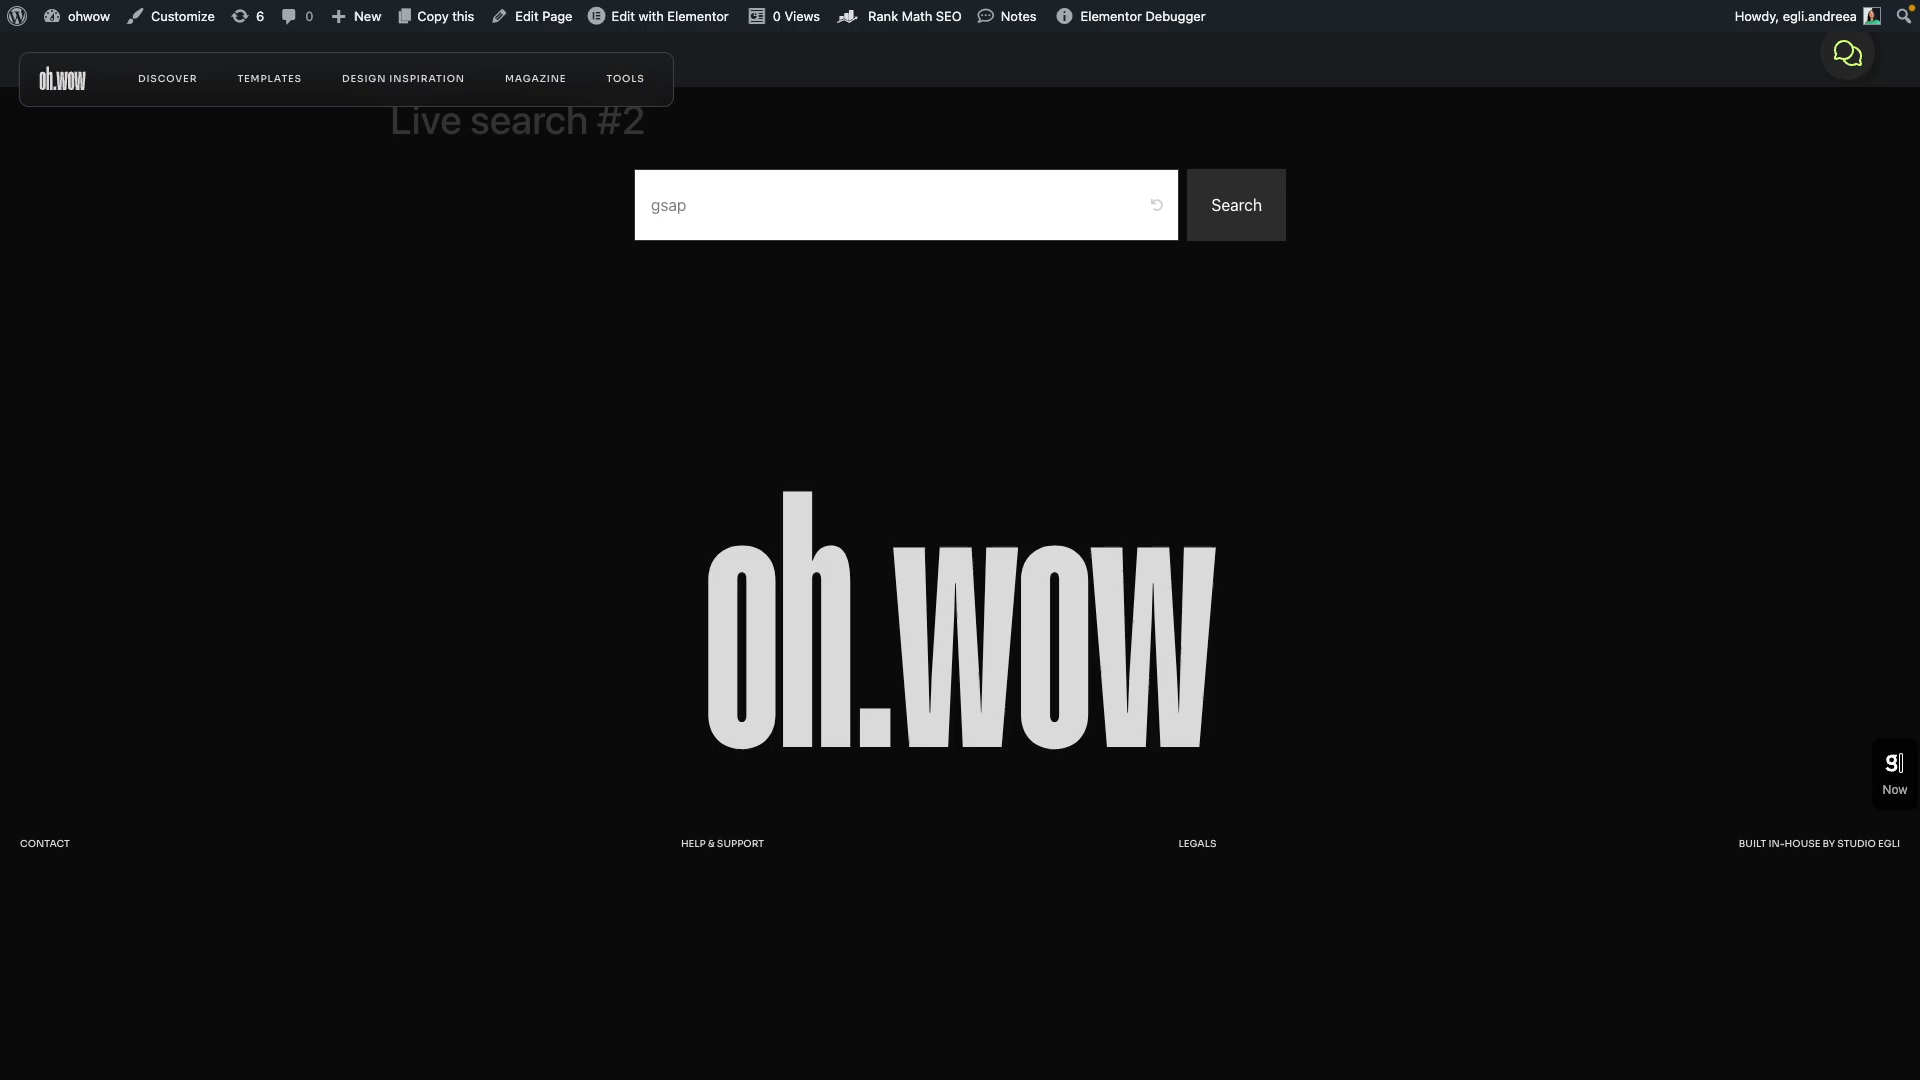 ohwow Customize 6 0 New Copy this Edit Page Edit with Elementor 0 Views Rank Math SEO Notes Elementor Debugger Howdy, egli.andreea
oh.wow DISCOVER TEMPLATES DESIGN INSPIRATION MAGAZINE TOOLS
Live search #2
gsap Search
oh.wow
g
Now
CONTACT HELP & SUPPORT LEGALS BUILT IN-HOUSE BY STUDIO EGLI